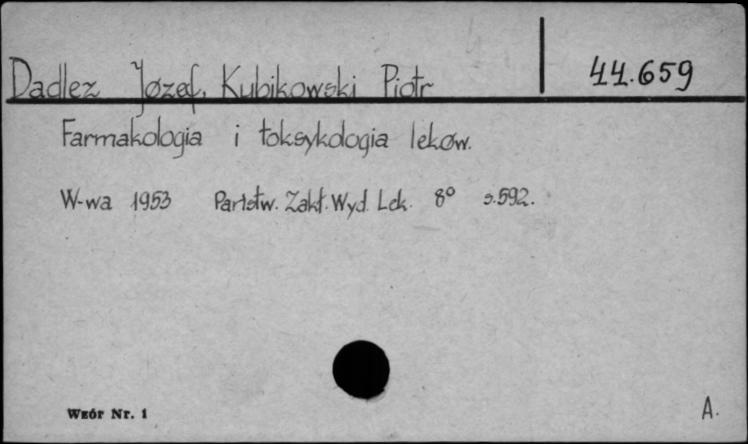 Dadlez Józef, Kubikowski Piotr
44.659
Farmakologia i toksykologia leków.
W-wa 1953 Państw. Zakł. Wyd. Lek. 8° s.592.
Wzór Nr. 1
A.